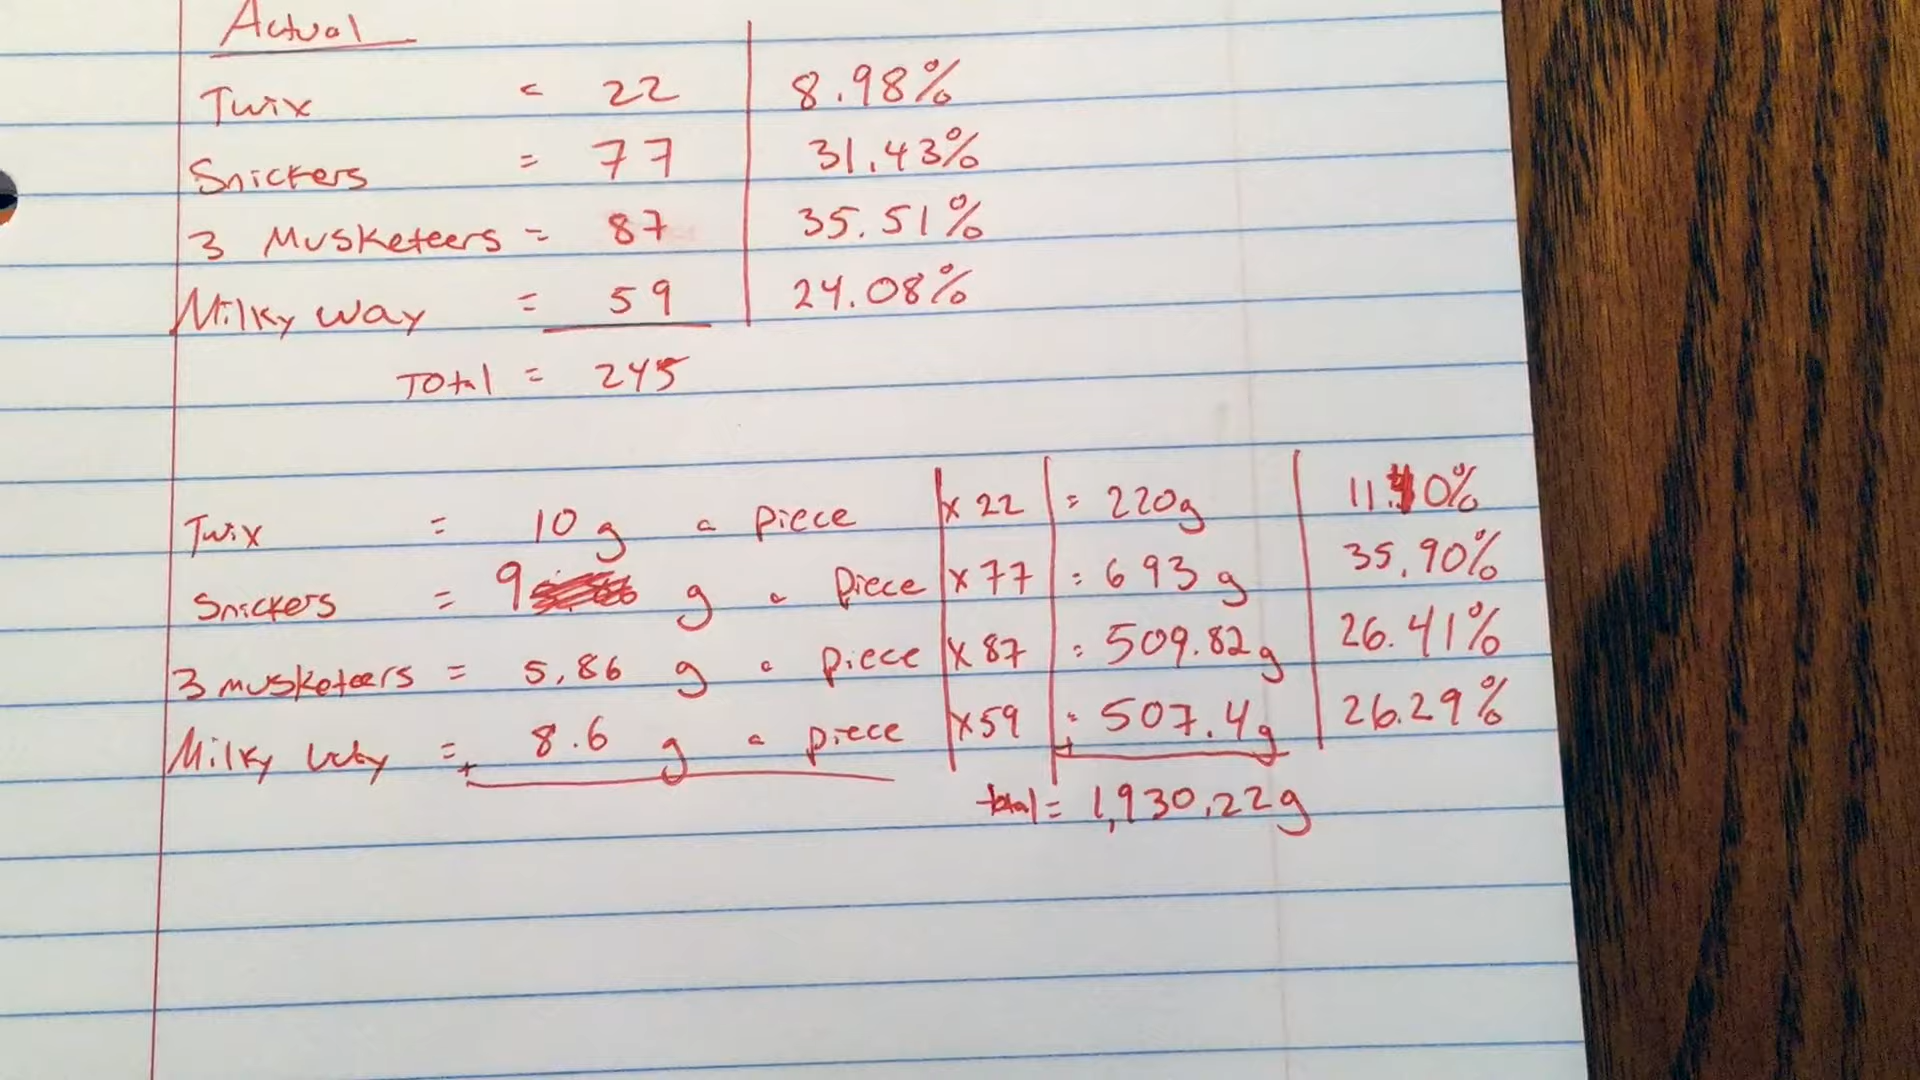 Actual
Twix = 22 8.98%
Snickers = 77 31.43%
3 Musketeers = 87 35.51%
Milky Way = 59 24.08%
Total = 245
Twix = 10 g a piece x 22 = 220g 11.40%
Snickers = 9 g a piece x 77 = 693 g 35.90%
3 musketeers = 5.86 g a piece x 87 = 509.82g 26.41%
Milky Way = 8.6 g a piece x 59 = 507.4g 26.29%
total = 1,930.22g